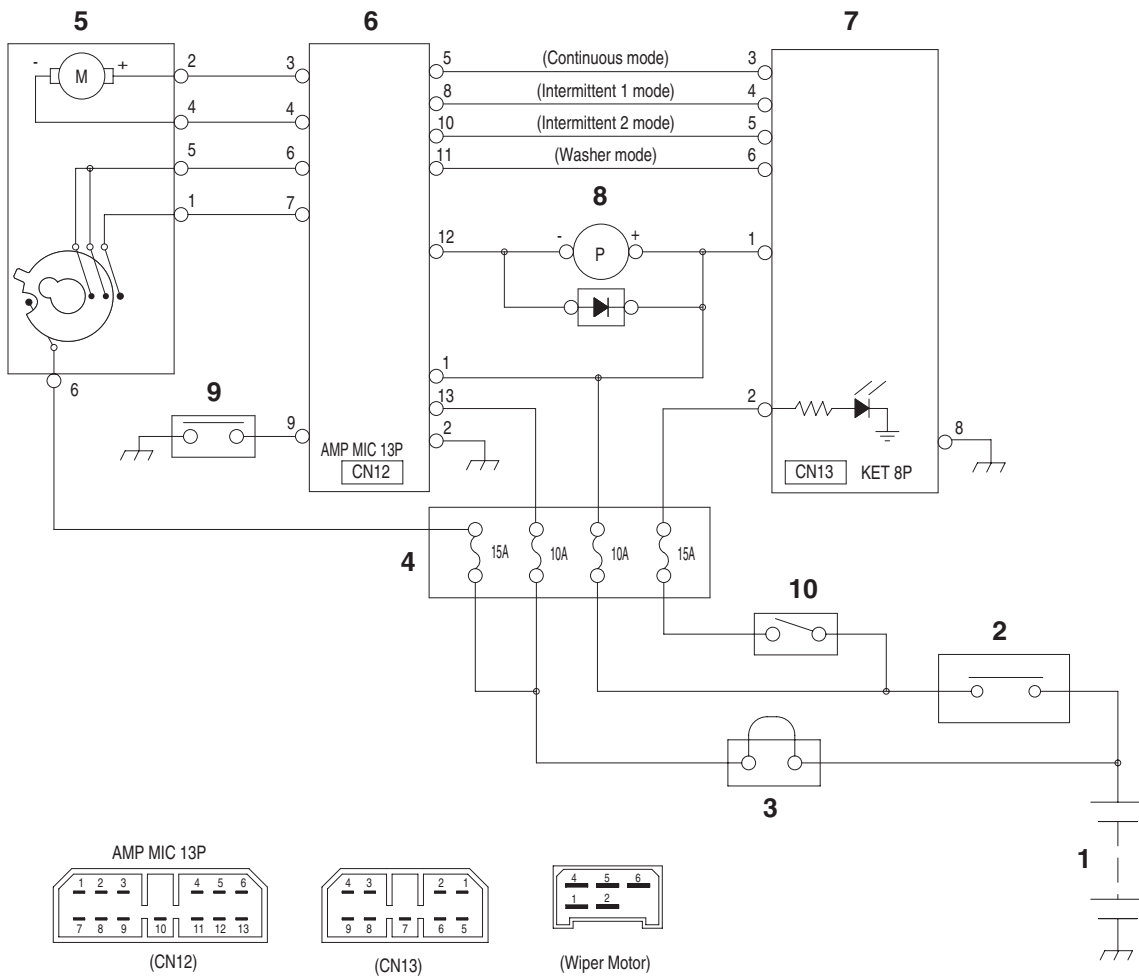 5 6 7
- M + 2 3 5 (Continuous mode) 3
8 (Intermittent 1 mode) 4
4 4 10 (Intermittent 2 mode) 5
5 6 11 (Washer mode) 6
1 7 8
12 - P + 1
1
6 9 13 2
9 2 8
AMP MIC 13P
CN12 CN13 KET 8P
4 15A 10A 10A 15A
10
2
3
1
AMP MIC 13P
1 2 3 4 5 6
7 8 9 10 11 12 13
(CN12)
4 3 2 1
9 8 7 6 5
(CN13)
4 5 6
1 2
(Wiper Motor)